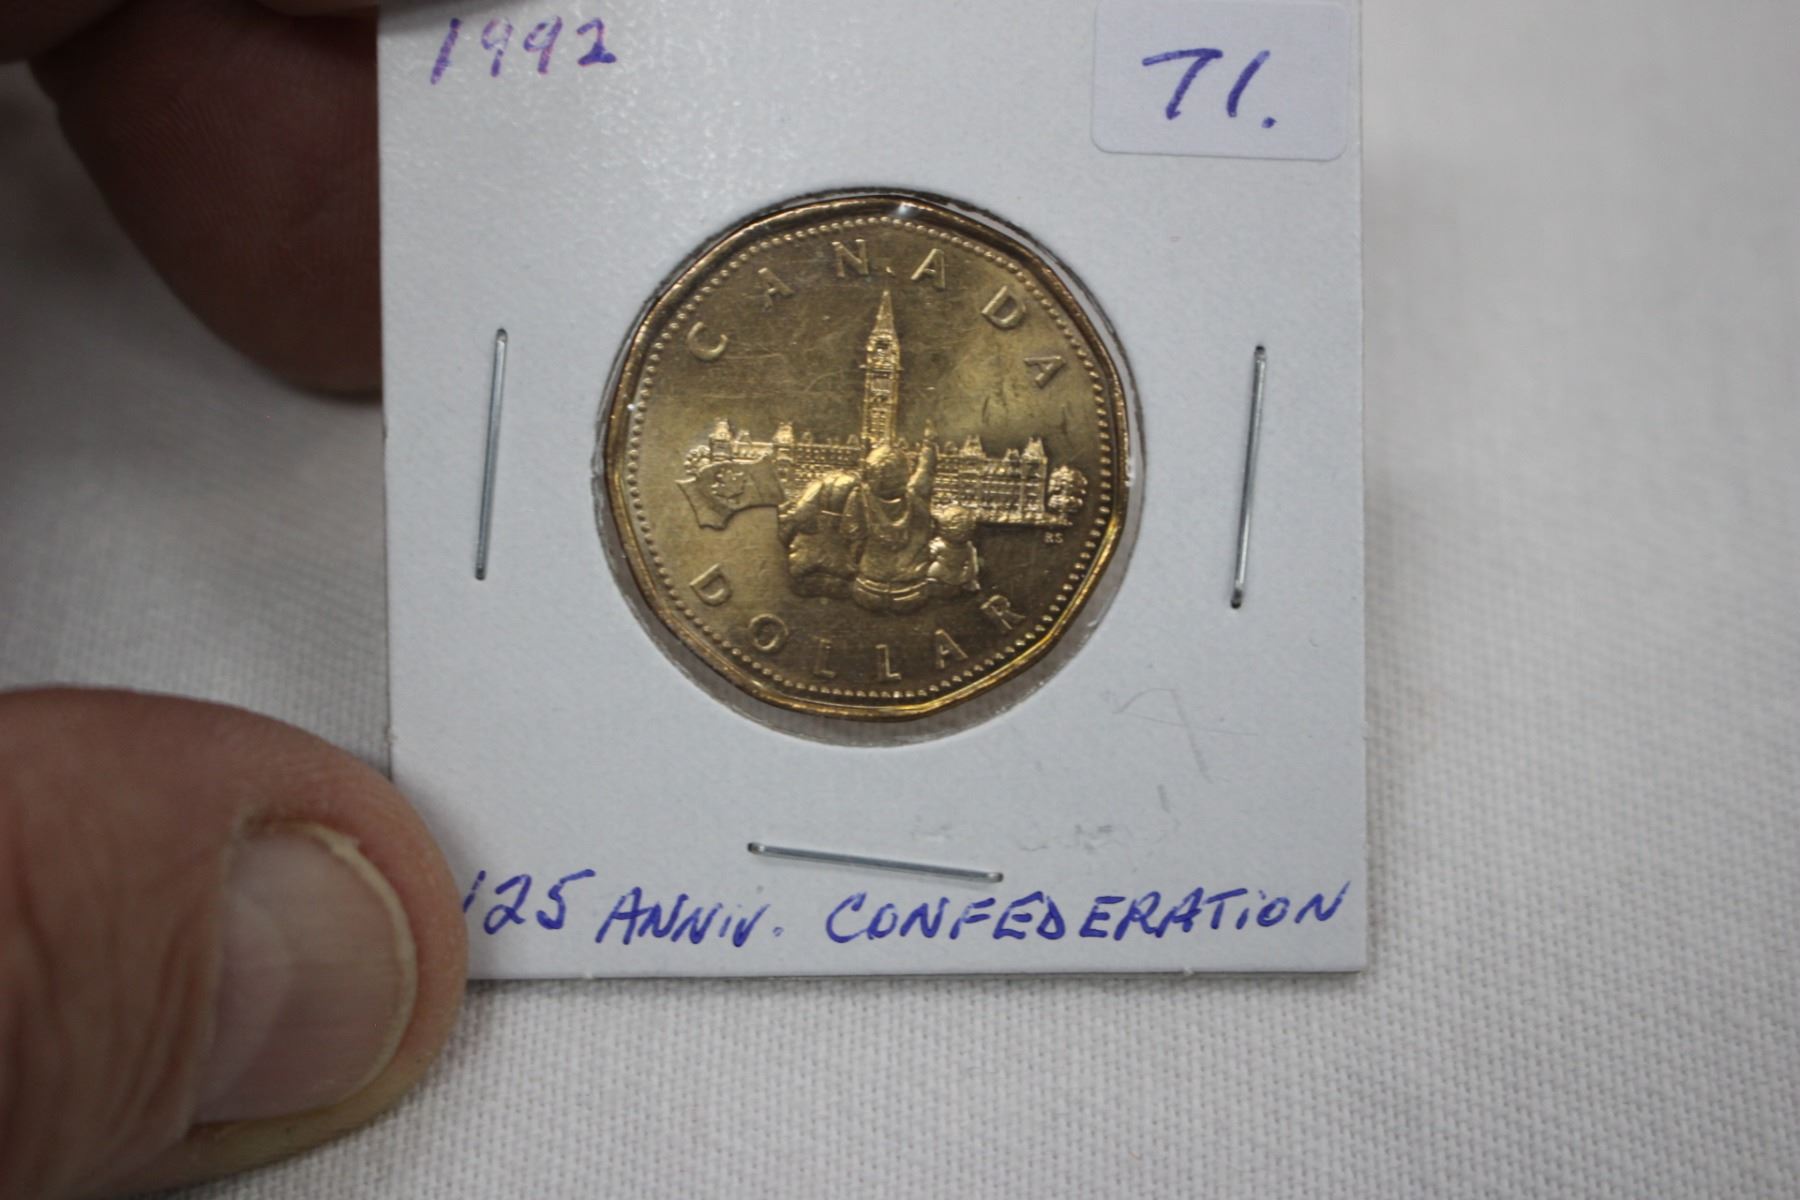 1992
71.
CANADA
RS
DOLLAR
125 ANNIV. CONFEDERATION